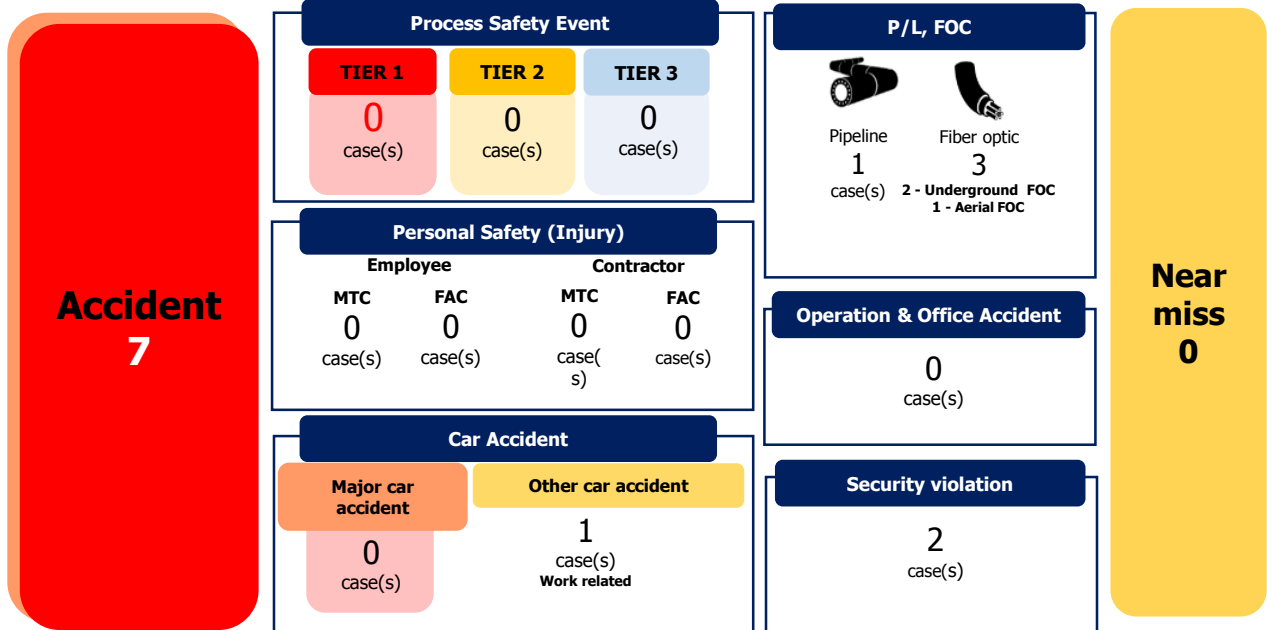 Accident
7
Process Safety Event
TIER 1
TIER 2
TIER 3
0
case(s)
0
case(s)
0
case(s)
Personal Safety (Injury)
Employee
Contractor
MTC
FAC
MTC
FAC
0
case(s)
0
case(s)
0
case(
s)
0
case(s)
Car Accident
Major car
accident
Other car accident
0
case(s)
1
case(s)
Work related
P/L, FOC
Pipeline
1
case(s)
Fiber optic
3
2 - Underground FOC
1 - Aerial FOC
Operation & Office Accident
0
case(s)
Security violation
2
case(s)
Near
miss
0